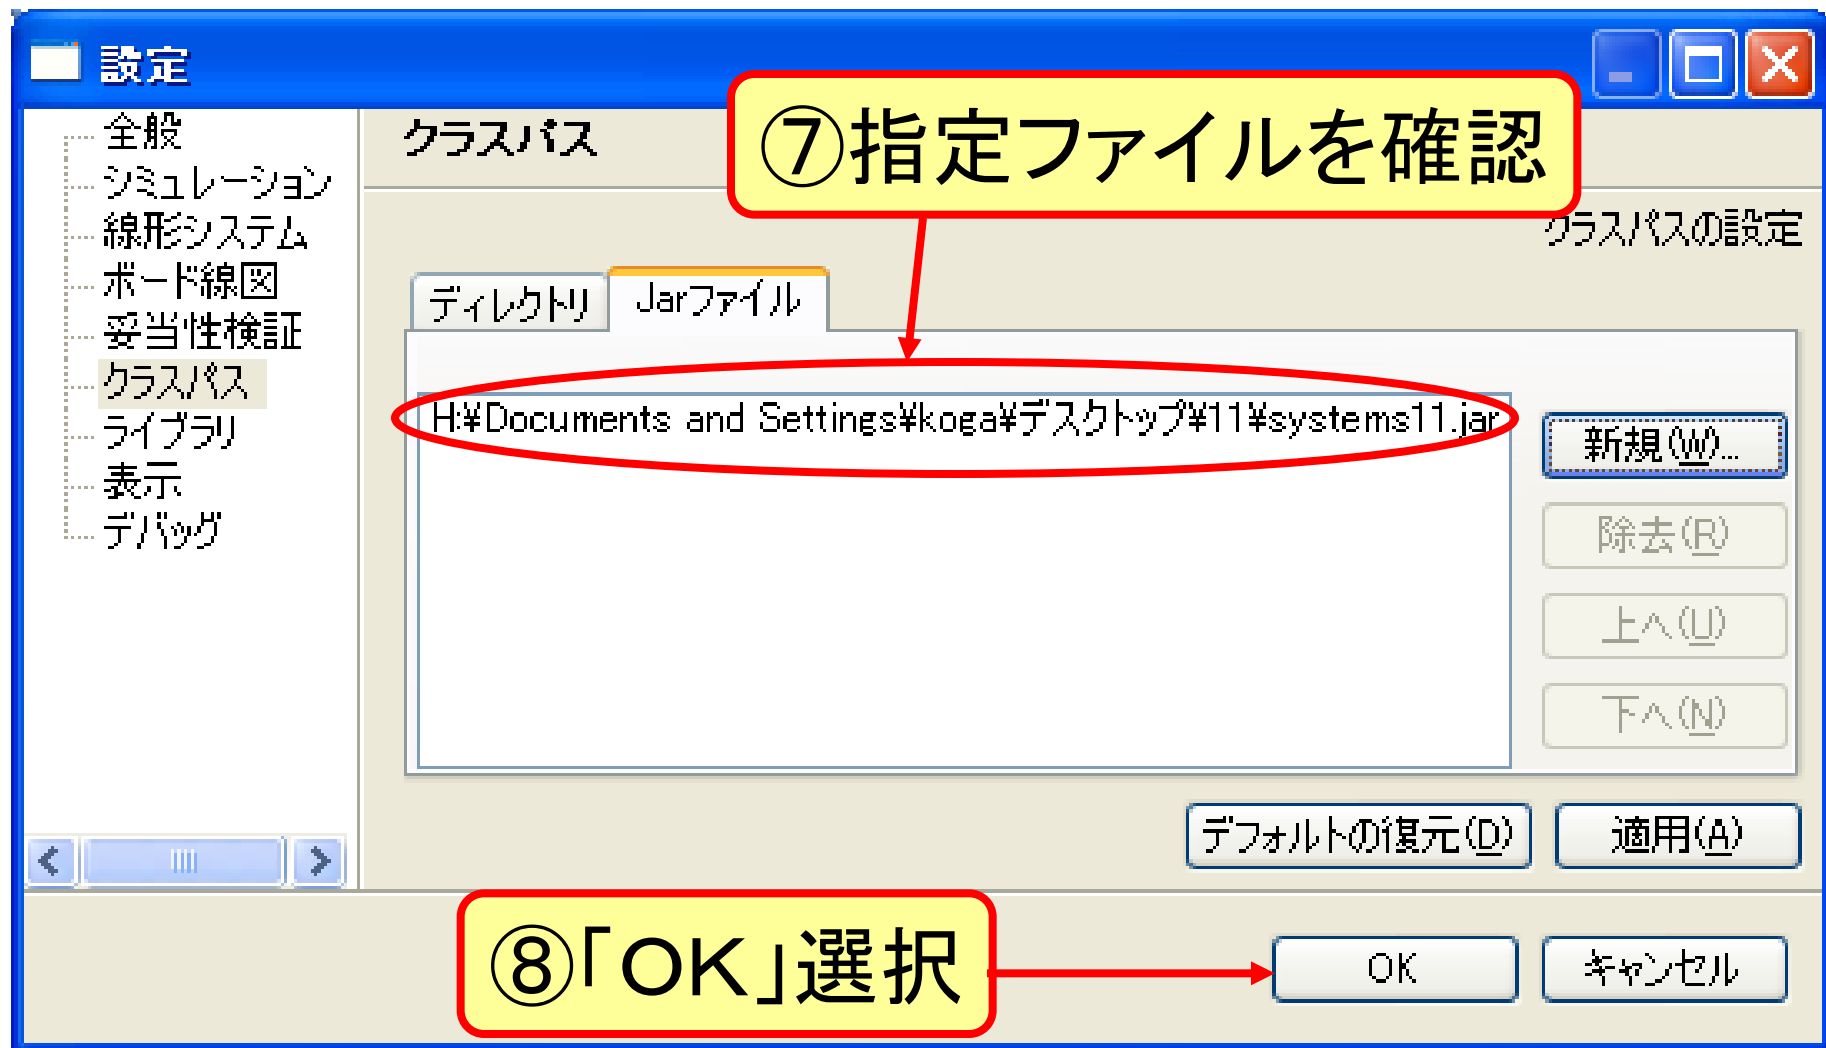 設定
⑦指定ファイルを確認
全般
シミュレーション
線形システム
ボード線図
妥当性検証
クラスパス
ライブラリ
表示
デバッグ
クラスパス
クラスパスの設定
ディレクトリ
Jarファイル
H:¥Documents and Settings¥koga¥デスクトップ¥11¥systems11.jar
新規(W)...
除去(R)
上へ(U)
下へ(N)
デフォルトの復元(D)
適用(A)
⑧「OK」選択
OK
キャンセル